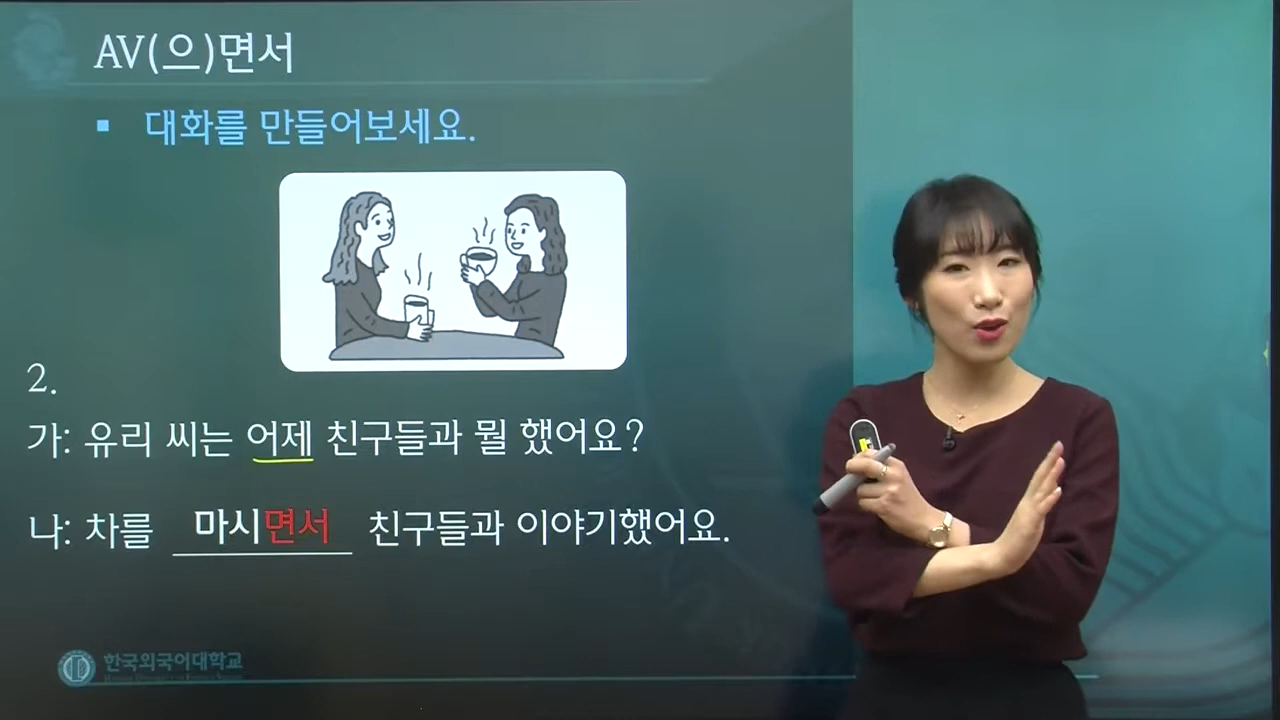 AV(으)면서
▪ 대화를 만들어보세요.
2.
가: 유리 씨는 어제 친구들과 뭘 했어요?
나: 차를 마시면서 친구들과 이야기했어요.
한국외국어대학교